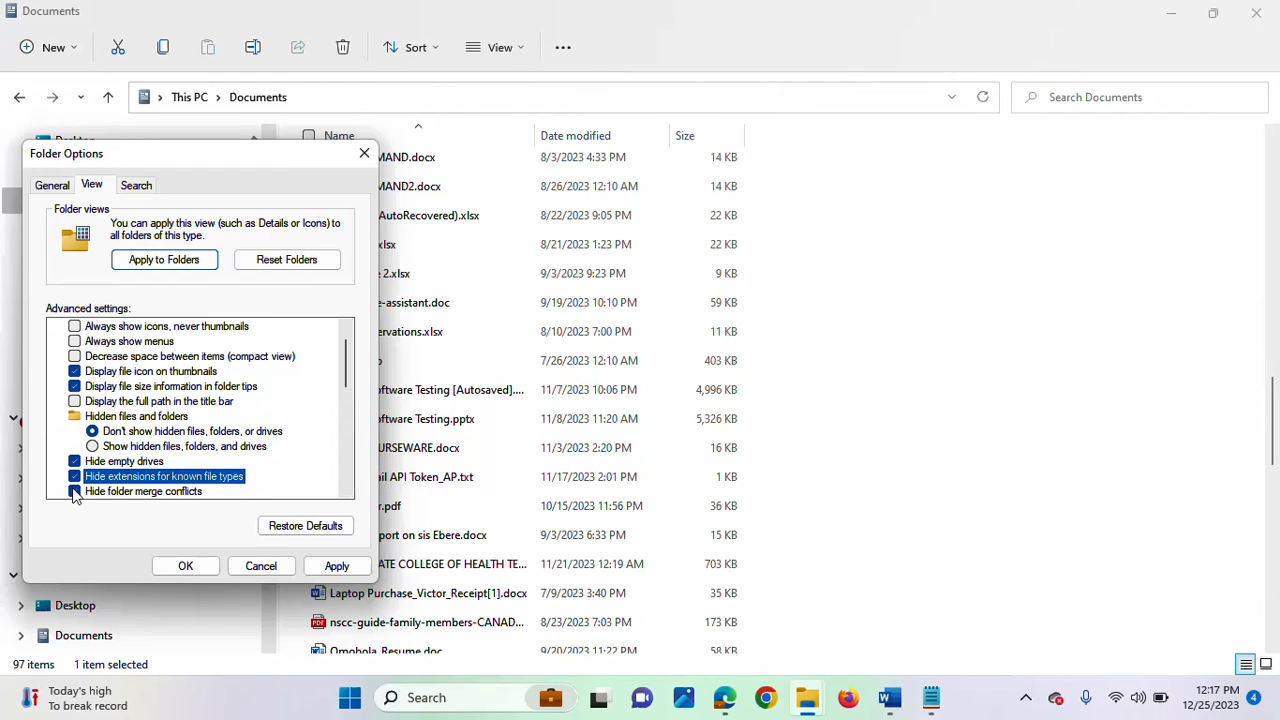 Documents
New
Sort
View
This PC > Documents
Search Documents
Name
Date modified
Size
Desktop
Folder Options
General
View
Search
Folder views
You can apply this view (such as Details or Icons) to
all folders of this type.
Apply to Folders
Reset Folders
Advanced settings:
Always show icons, never thumbnails
Always show menus
Decrease space between items (compact view)
Display file icon on thumbnails
Display file size information in folder tips
Display the full path in the title bar
Hidden files and folders
Don't show hidden files, folders, or drives
Show hidden files, folders, and drives
Hide empty drives
Hide extensions for known file types
Hide folder merge conflicts
Restore Defaults
OK
Cancel
Apply
MAND.docx 8/3/2023 4:33 PM 14 KB
MAND2.docx 8/26/2023 12:10 AM 14 KB
AutoRecovered).xlsx 8/22/2023 9:05 PM 22 KB
xlsx 8/21/2023 1:23 PM 22 KB
e 2.xlsx 9/3/2023 9:23 PM 9 KB
e-assistant.doc 9/19/2023 10:10 PM 59 KB
ervations.xlsx 8/10/2023 7:00 PM 11 KB
7/26/2023 12:10 AM 403 KB
oftware Testing [Autosaved].... 11/7/2023 10:06 PM 4,996 KB
oftware Testing.pptx 11/8/2023 11:20 AM 5,326 KB
OURSEWARE.docx 11/3/2023 2:20 PM 16 KB
ail API Token_AP.txt 11/17/2023 2:01 PM 1 KB
r.pdf 10/15/2023 11:56 PM 36 KB
port on sis Ebere.docx 9/3/2023 6:33 PM 15 KB
ATE COLLEGE OF HEALTH TE... 11/21/2023 12:19 AM 703 KB
Laptop Purchase_Victor_Receipt[1].docx 7/9/2023 3:40 PM 35 KB
nscc-guide-family-members-CANAD... 8/23/2023 7:03 PM 173 KB
Omobola_Resume.doc 9/20/2023 11:22 PM 58 KB
Desktop
Documents
97 items 1 item selected
Today's high
To break record
Search
12:17 PM
12/25/2023
4